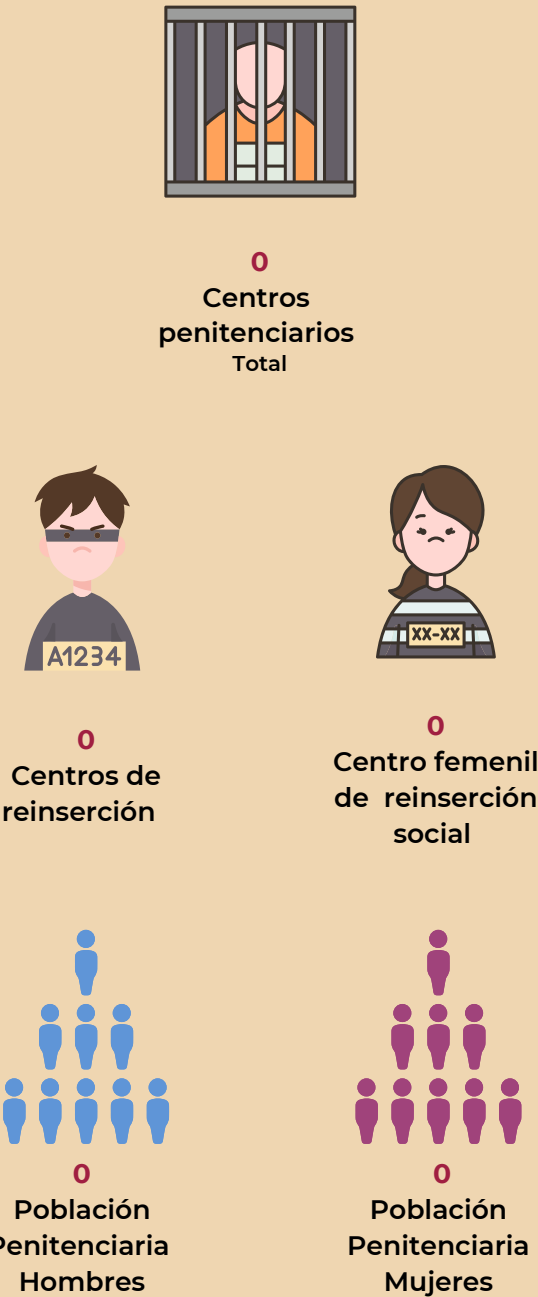 0
Centros
penitenciarios
Total
A1234
XX-XX
0
Centros de
reinserción
0
Centro femenil
de reinserción
social
0
Población
Penitenciaria
Hombres
0
Población
Penitenciaria
Mujeres